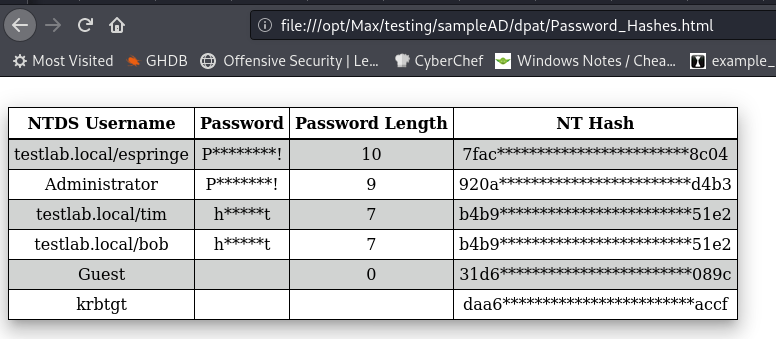 file:///opt/Max/testing/sampleAD/dpat/Password_Hashes.html
Most Visited GHDB Offensive Security | Le... CyberChef Windows Notes / Chea... example_
NTDS Username Password Password Length NT Hash
testlab.local/espringe P********! 10 7fac************************8c04
Administrator P*******! 9 920a************************d4b3
testlab.local/tim h*****t 7 b4b9************************51e2
testlab.local/bob h*****t 7 b4b9************************51e2
Guest 0 31d6************************089c
krbtgt daa6************************accf